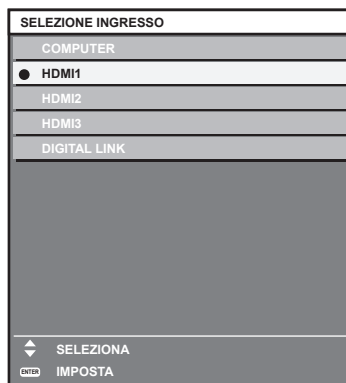 SELEZIONE INGRESSO
COMPUTER
HDMI1
HDMI2
HDMI3
DIGITAL LINK
SELEZIONA
ENTER IMPOSTA